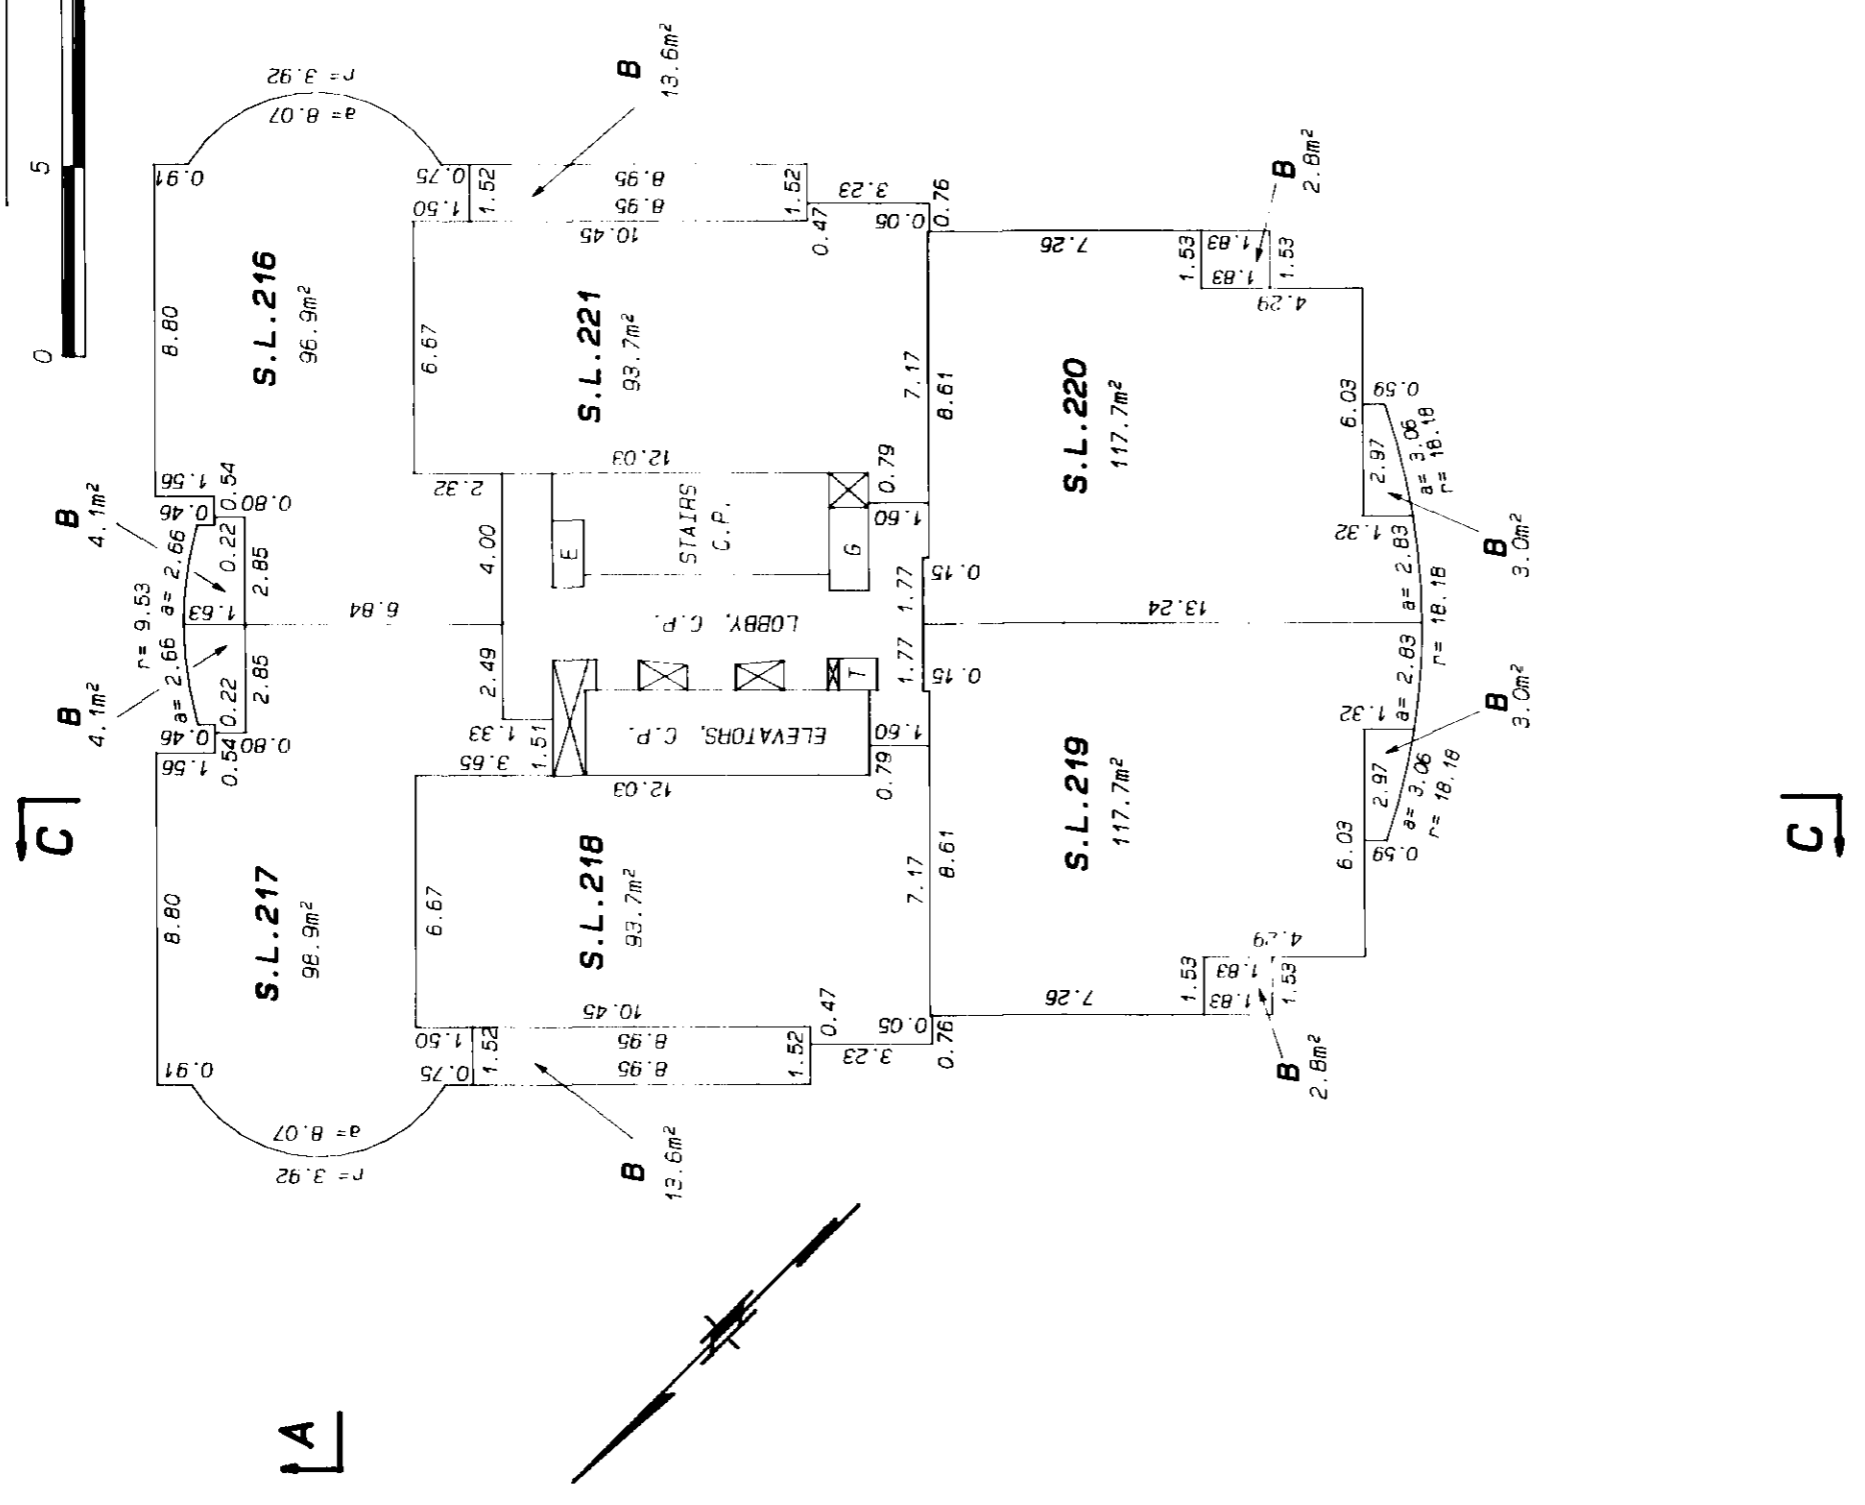 0
5
r= 3.92
a= 8.07
B
13.6m²
0.91
0.75
1.50
1.52
8.95
8.95
10.45
1.52
0.47
3.23
0.05
0.76
8.80
S.L.216
96.9m²
6.67
S.L.221
93.7m²
7.26
1.53
1.83
1.83
1.53
B
2.8m²
4.29
1.56
0.54
0.46
0.80
B
4.1m²
a= 2.66
0.22
2.85
1.63
r= 9.53
6.84
2.32
4.00
12.03
E
STAIRS
C.P.
G
0.79
1.60
7.17
8.61
S.L.220
117.7m²
6.03
0.59
2.97
a= 3.06
r= 18.18
1.32
a= 2.83
B
3.0m²
LOBBY, C.P.
1.77
0.15
13.24
r= 18.18
B
4.1m²
a= 2.66
0.46
0.22
2.85
0.54
0.80
1.56
2.49
1.33
1.51
3.65
ELEVATORS, C.P.
T
12.03
1.77
0.15
1.60
0.79
a= 2.83
1.32
B
3.0m²
2.97
a= 3.06
r= 18.18
0.59
6.03
C
C
8.80
S.L.217
98.9m²
6.67
S.L.218
93.7m²
7.17
8.61
S.L.219
117.7m²
0.91
a= 8.07
r= 3.92
0.75
1.50
1.52
10.45
8.95
8.95
1.52
0.47
3.23
0.05
0.76
7.26
1.53
1.83
1.83
1.53
4.29
B
2.8m²
B
13.6m²
A